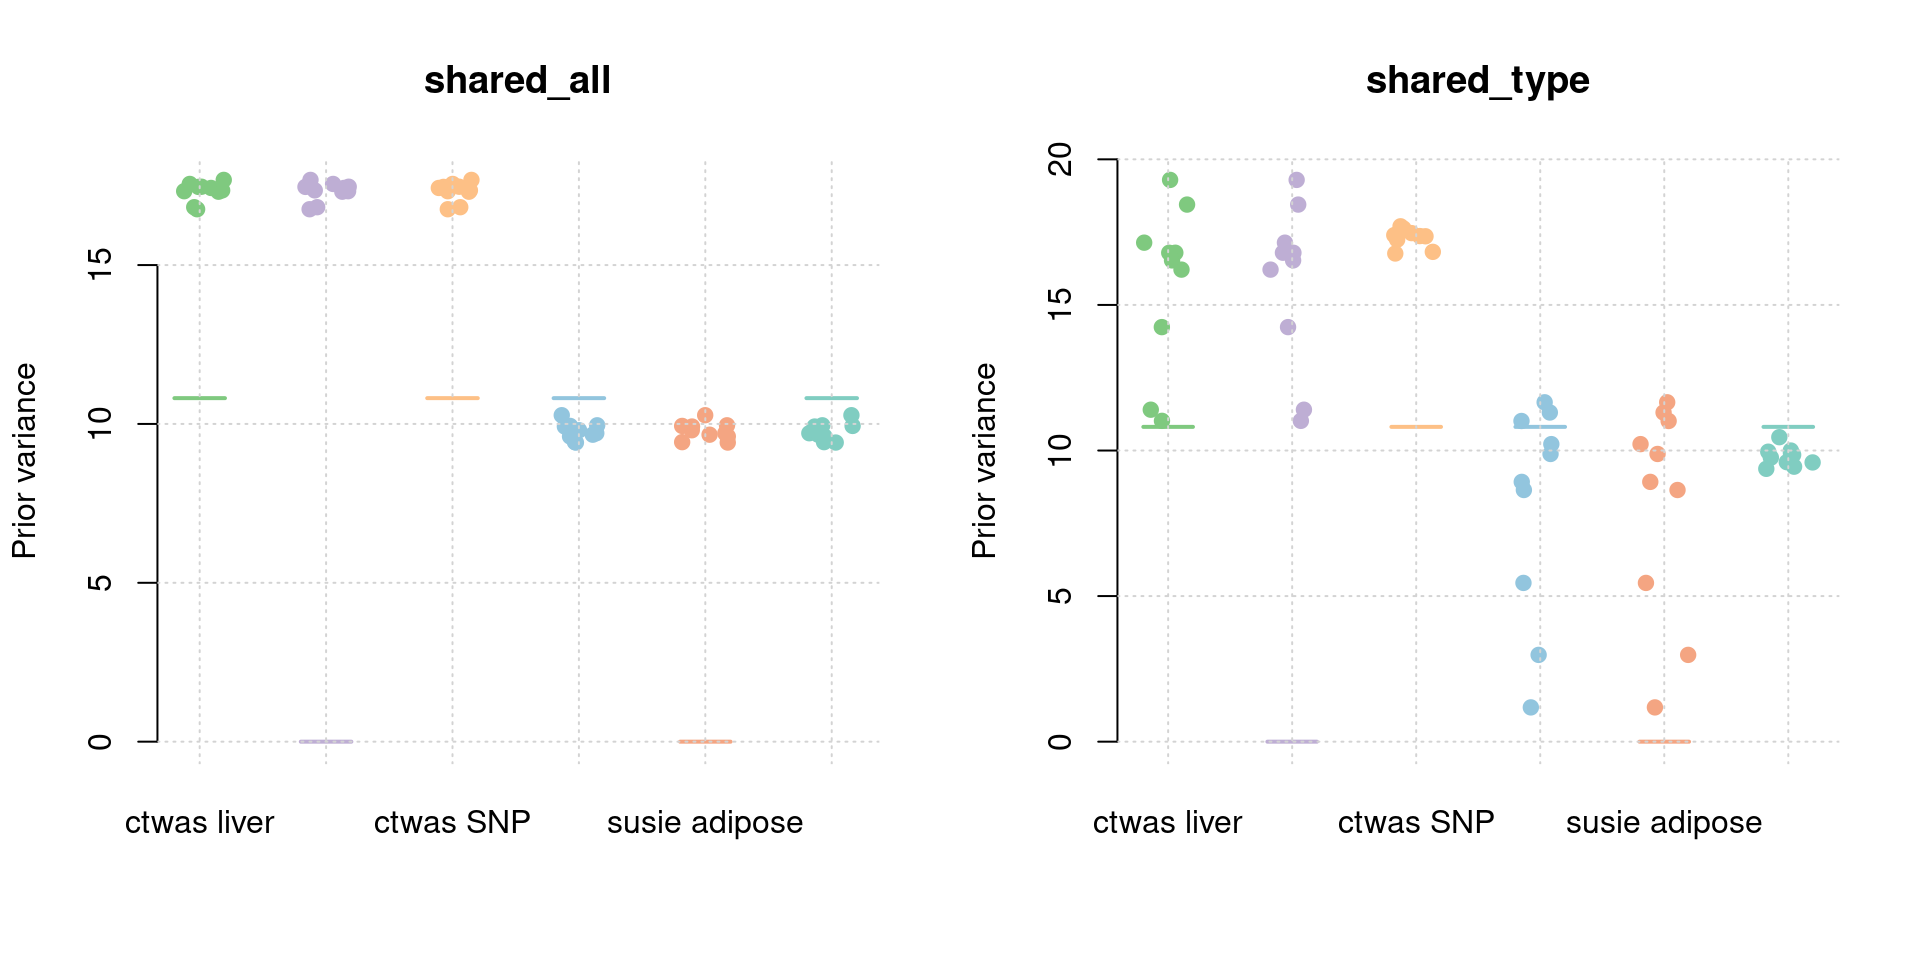 shared_all
Prior variance
15
10
5
0
ctwas liver
ctwas SNP
susie adipose
shared_type
Prior variance
20
15
10
5
0
ctwas liver
ctwas SNP
susie adipose